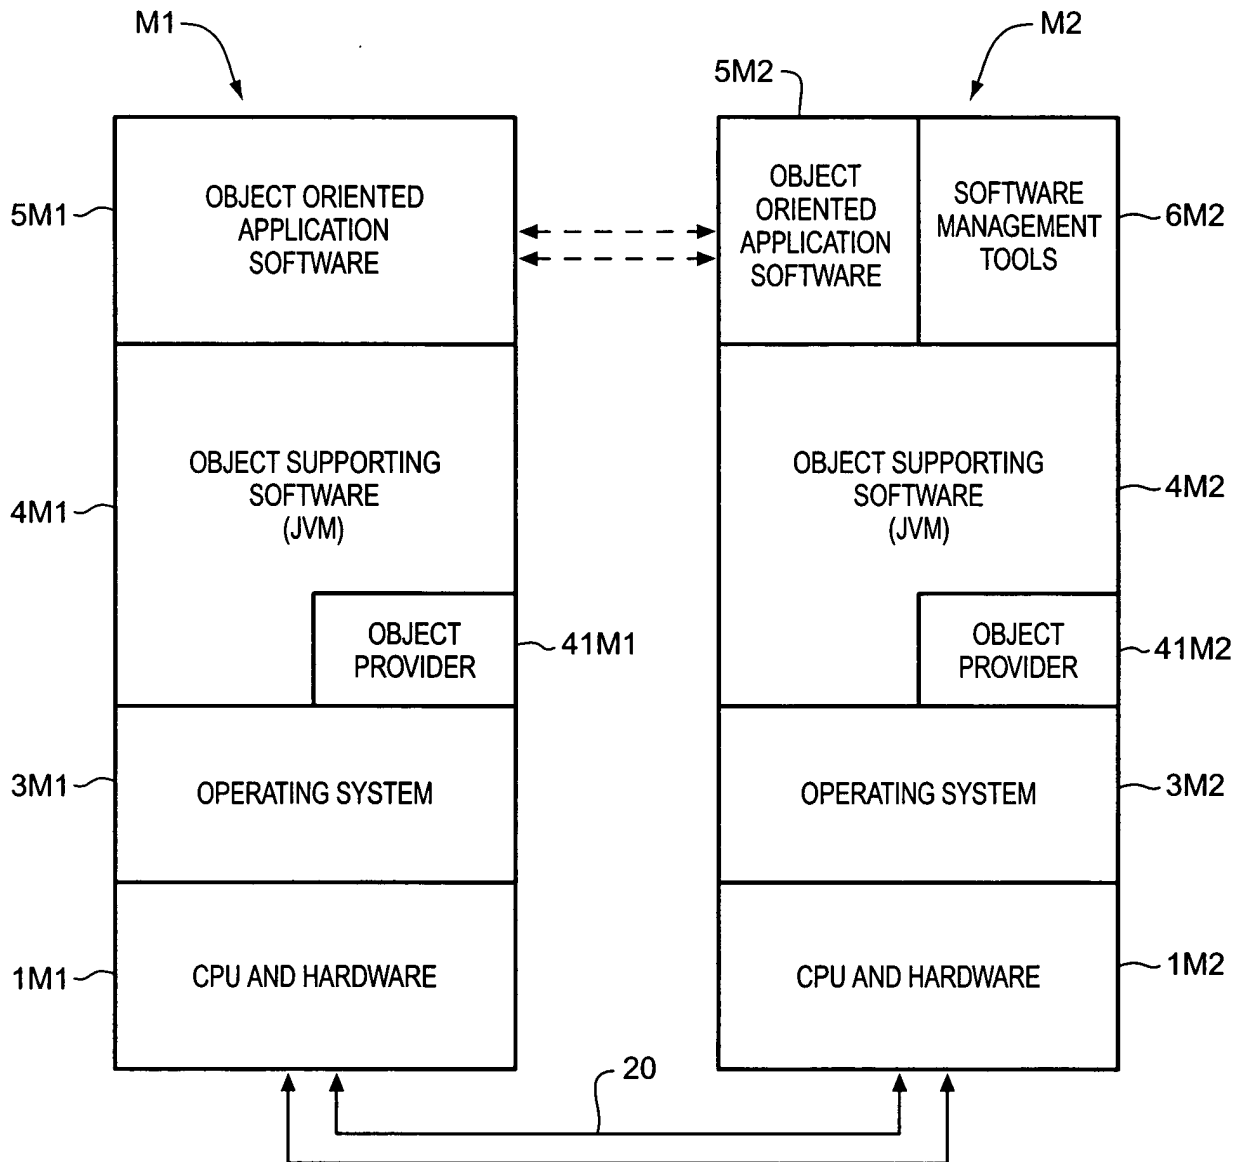 M1
M2
5M2
5M1
OBJECT ORIENTED
APPLICATION
SOFTWARE
OBJECT
ORIENTED
APPLICATION
SOFTWARE
SOFTWARE
MANAGEMENT
TOOLS
6M2
4M1
OBJECT SUPPORTING
SOFTWARE
(JVM)
OBJECT SUPPORTING
SOFTWARE
(JVM)
4M2
OBJECT
PROVIDER
41M1
OBJECT
PROVIDER
41M2
3M1
OPERATING SYSTEM
OPERATING SYSTEM
3M2
1M1
CPU AND HARDWARE
CPU AND HARDWARE
1M2
20